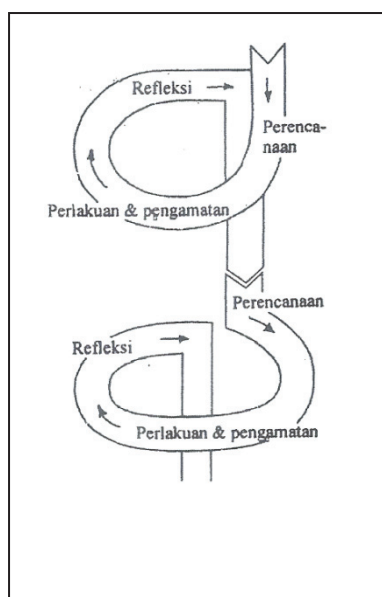 Refleksi
Perenca-
naan
Perlakuan & pengamatan
Perencanaan
Refleksi
Perlakuan & pengamatan